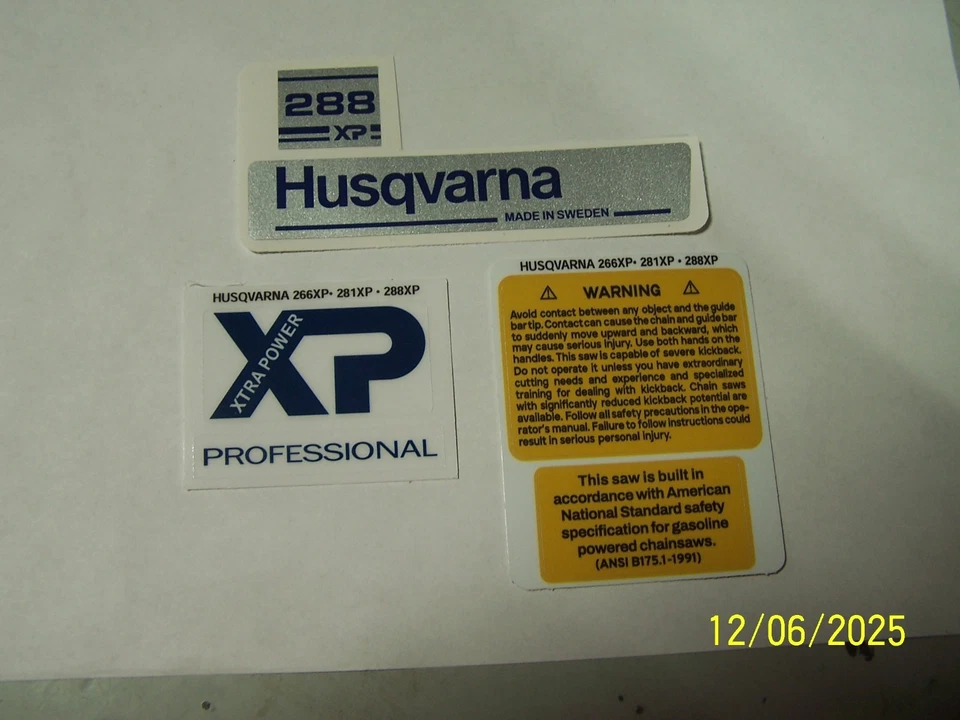 288
XP
Husqvarna
MADE IN SWEDEN
HUSQVARNA 266XP• 281XP • 288XP
XP
XTRA POWER
PROFESSIONAL
HUSQVARNA 266XP• 281XP • 288XP
⚠ WARNING ⚠
Avoid contact between any object and the guide
bar tip. Contact can cause the chain and guide bar
to suddenly move upward and backward, which
may cause serious injury. Use both hands on the
handles. This saw is capable of severe kickback.
Do not operate it unless you have extraordinary
cutting needs and experience and specialized
training for dealing with kickback. Chain saws
with significantly reduced kickback potential are
available. Follow all safety precautions in the ope-
rator's manual. Failure to follow instructions could
result in serious personal injury.
This saw is built in
accordance with American
National Standard safety
specification for gasoline
powered chainsaws.
(ANSI B175.1-1991)
12/06/2025